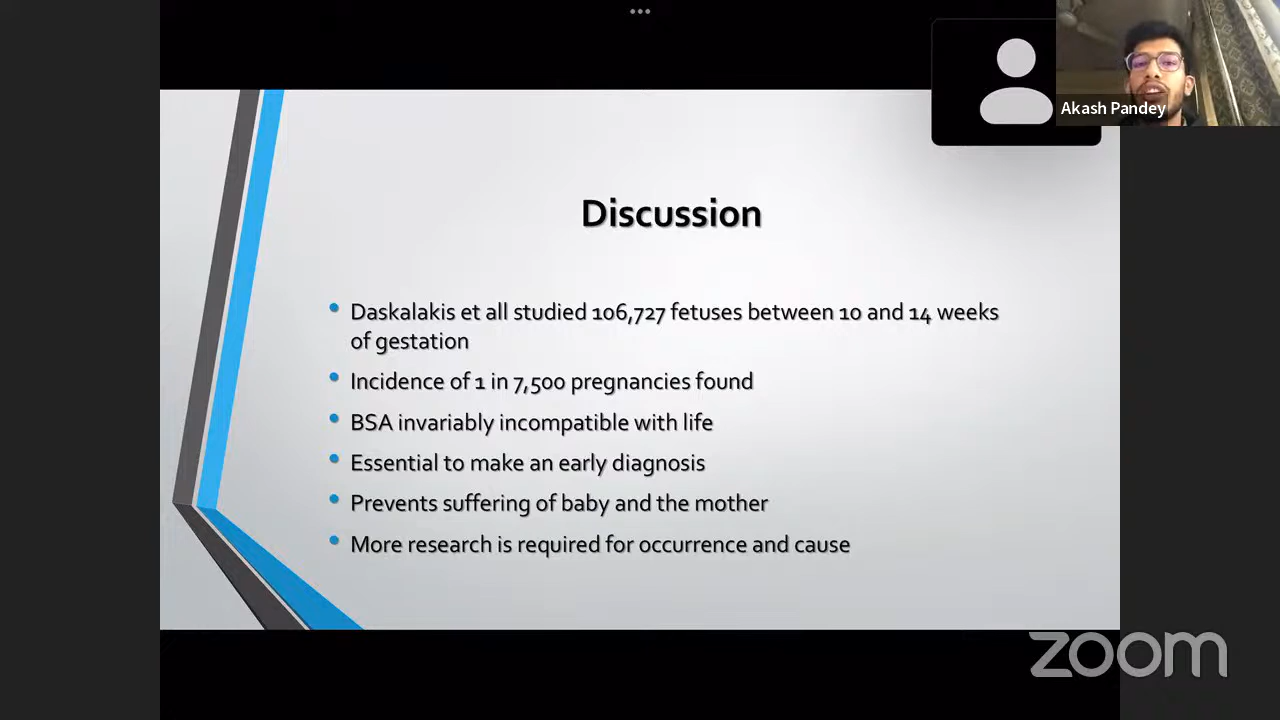 Akash Pandey
Discussion
• Daskalakis et all studied 106,727 fetuses between 10 and 14 weeks
of gestation
• Incidence of 1 in 7,500 pregnancies found
• BSA invariably incompatible with life
• Essential to make an early diagnosis
• Prevents suffering of baby and the mother
• More research is required for occurrence and cause
zoom